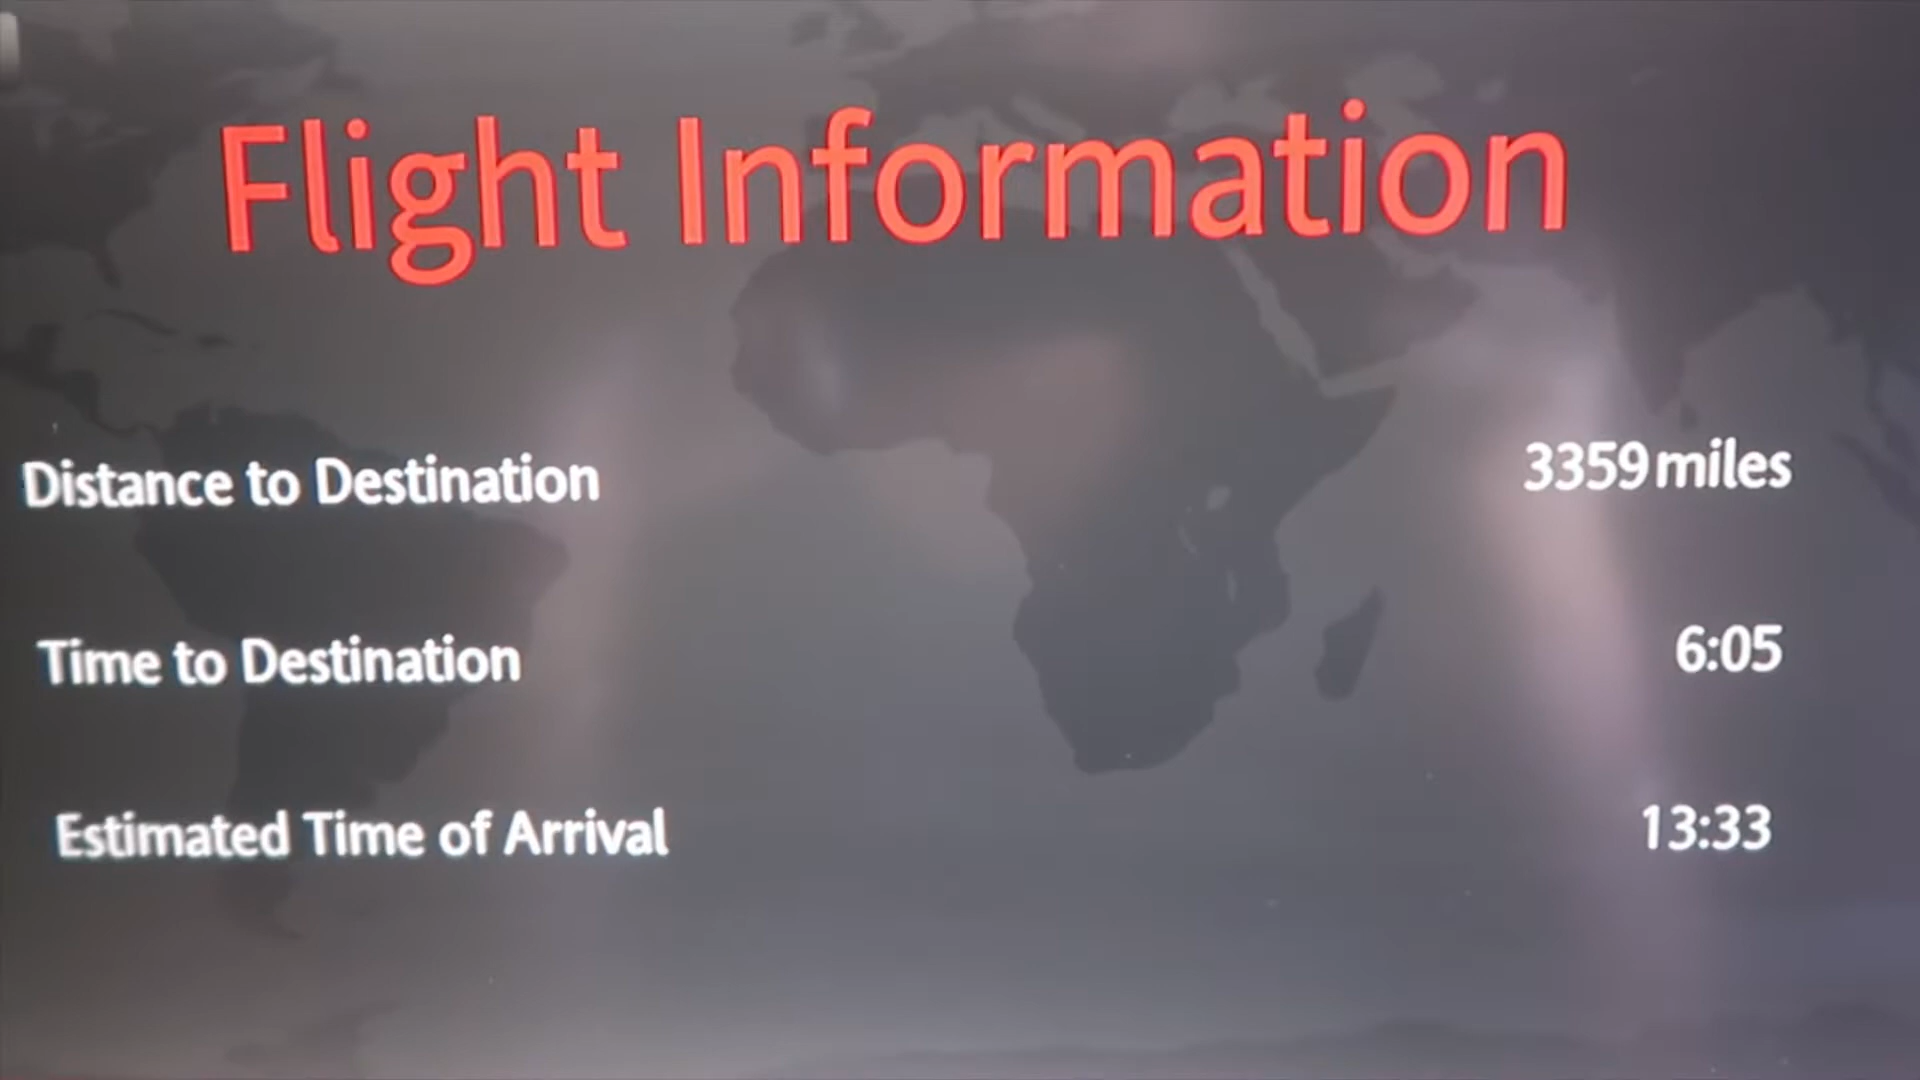 Flight Information
Distance to Destination 3359 miles
Time to Destination 6:05
Estimated Time of Arrival 13:33